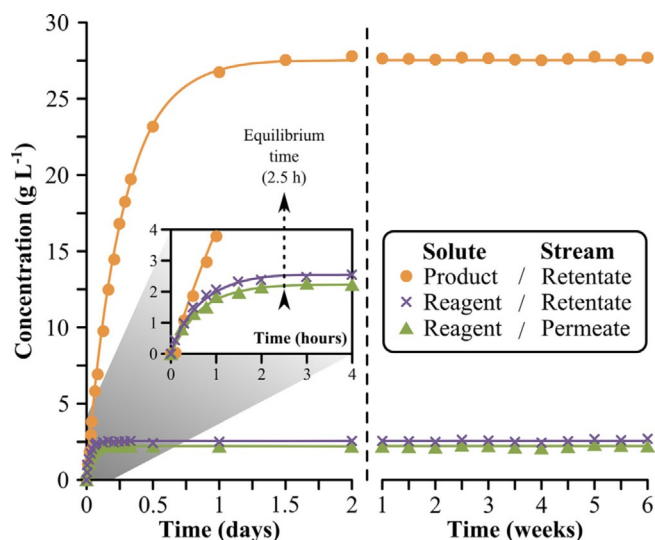 30
25
20
15
10
5
0
Concentration (g L-1)
Equilibrium
time
(2.5 h)
4
3
2
1
0
Time (hours)
0 1 2 3 4
Solute Stream
Product / Retentate
Reagent / Retentate
Reagent / Permeate
0 0.5 1 1.5 2 1 2 3 4 5 6
Time (days) Time (weeks)